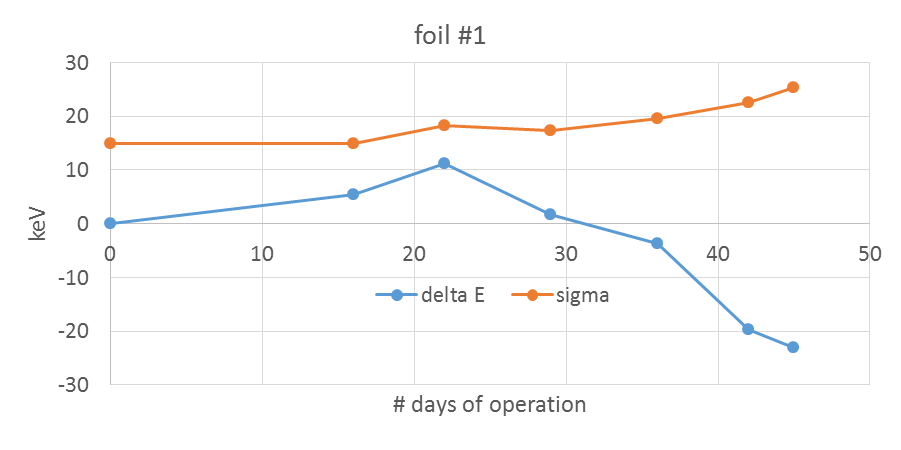 foil #1
30
20
10
0
-10
-20
-30
keV
0 10 20 30 40 50
delta E sigma
# days of operation